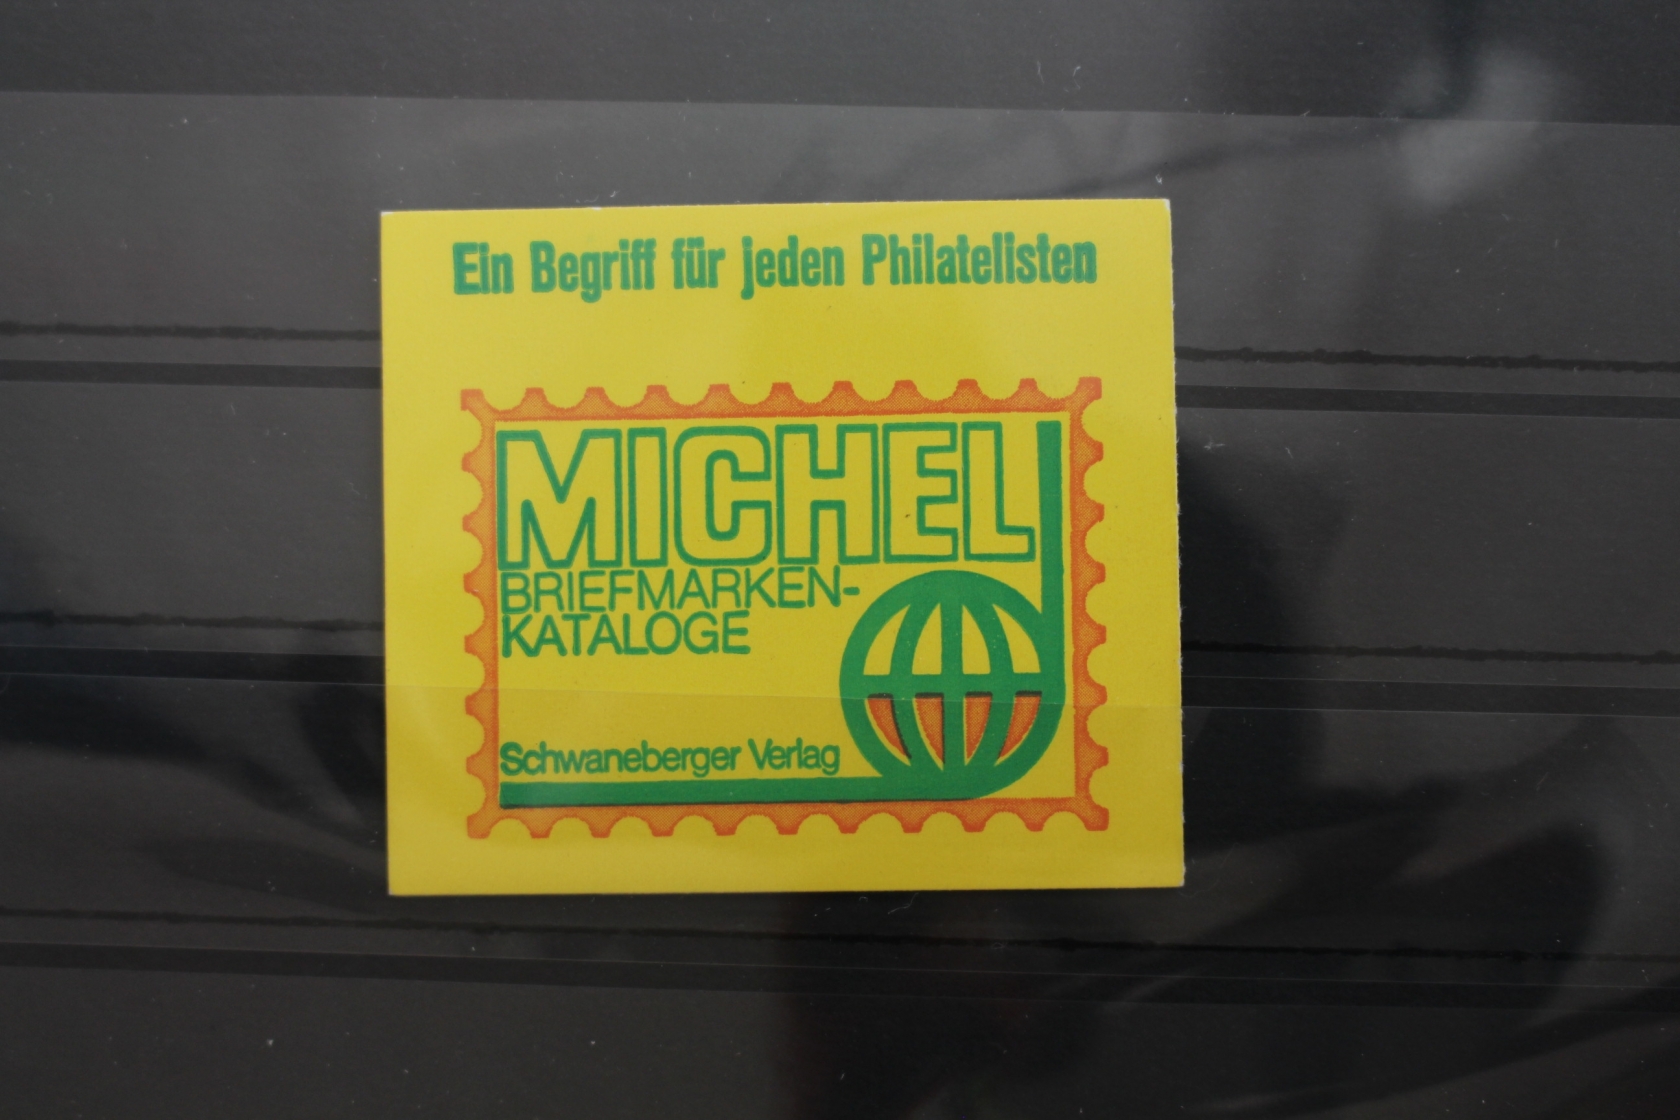 Ein Begriff für jeden Philatelisten
MICHEL
BRIEFMARKEN-
KATALOGE
Schwaneberger Verlag